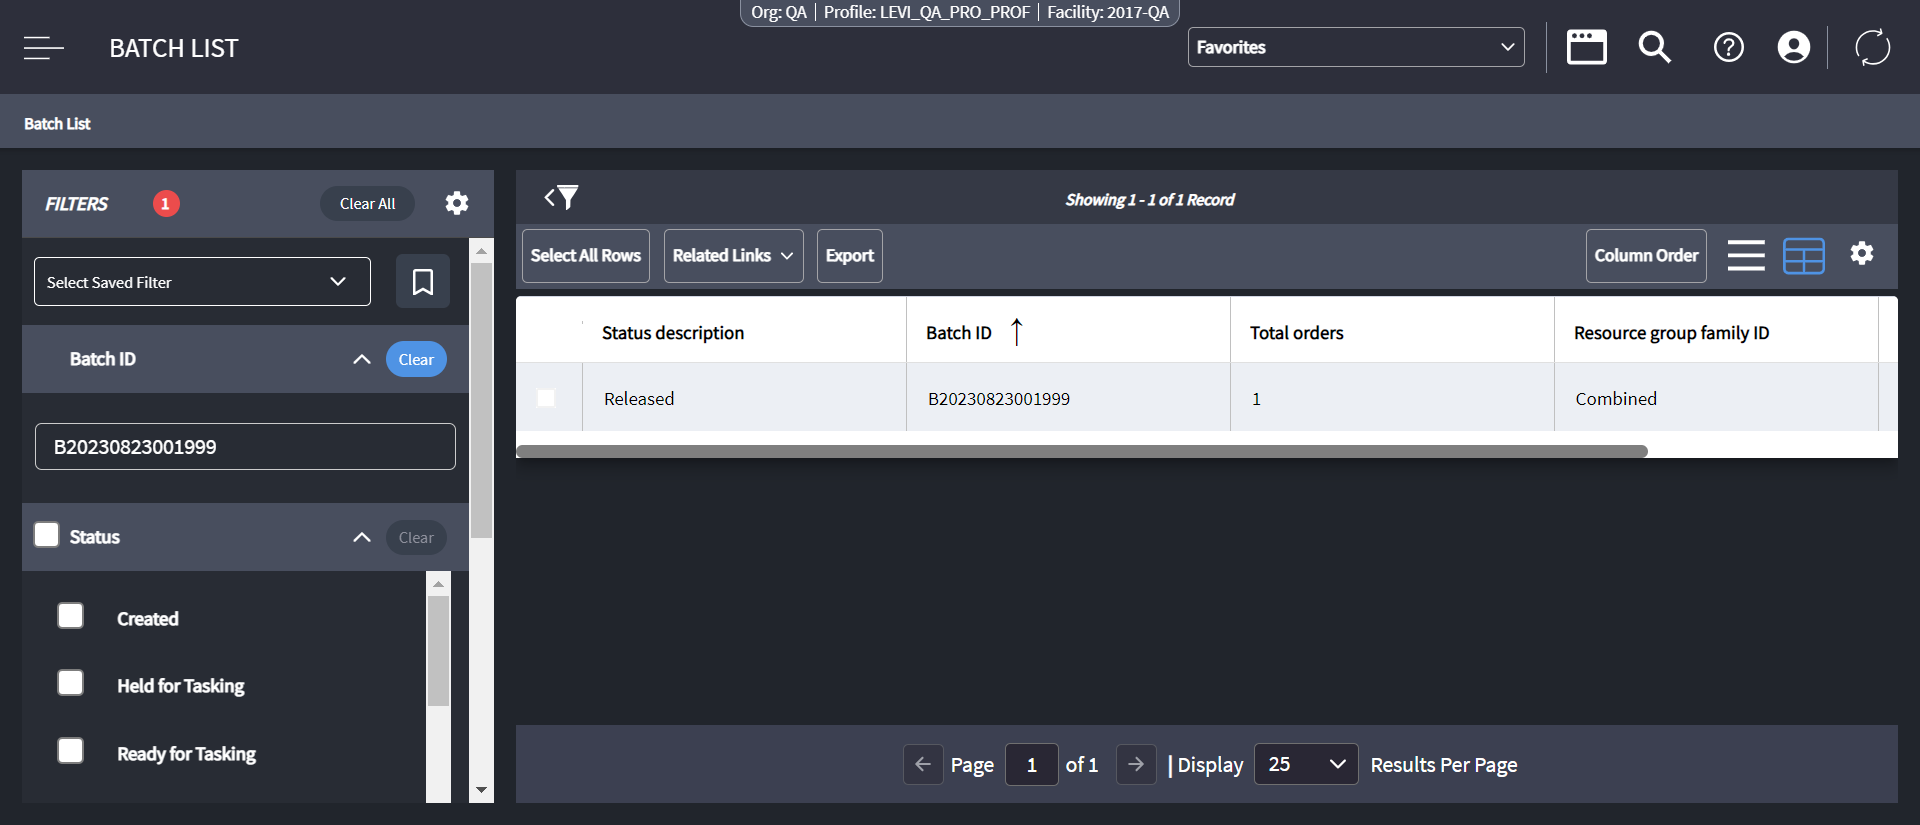 Org: QA | Profile: LEVI_QA_PRO_PROF | Facility: 2017-QA
BATCH LIST
Favorites
Batch List
FILTERS 1 Clear All
Select Saved Filter
Batch ID Clear
B20230823001999
Status Clear
Created
Held for Tasking
Ready for Tasking
Showing 1 - 1 of 1 Record
Select All Rows Related Links Export Column Order
Status description Batch ID Total orders Resource group family ID
Released B20230823001999 1 Combined
Page 1 of 1 | Display 25 Results Per Page